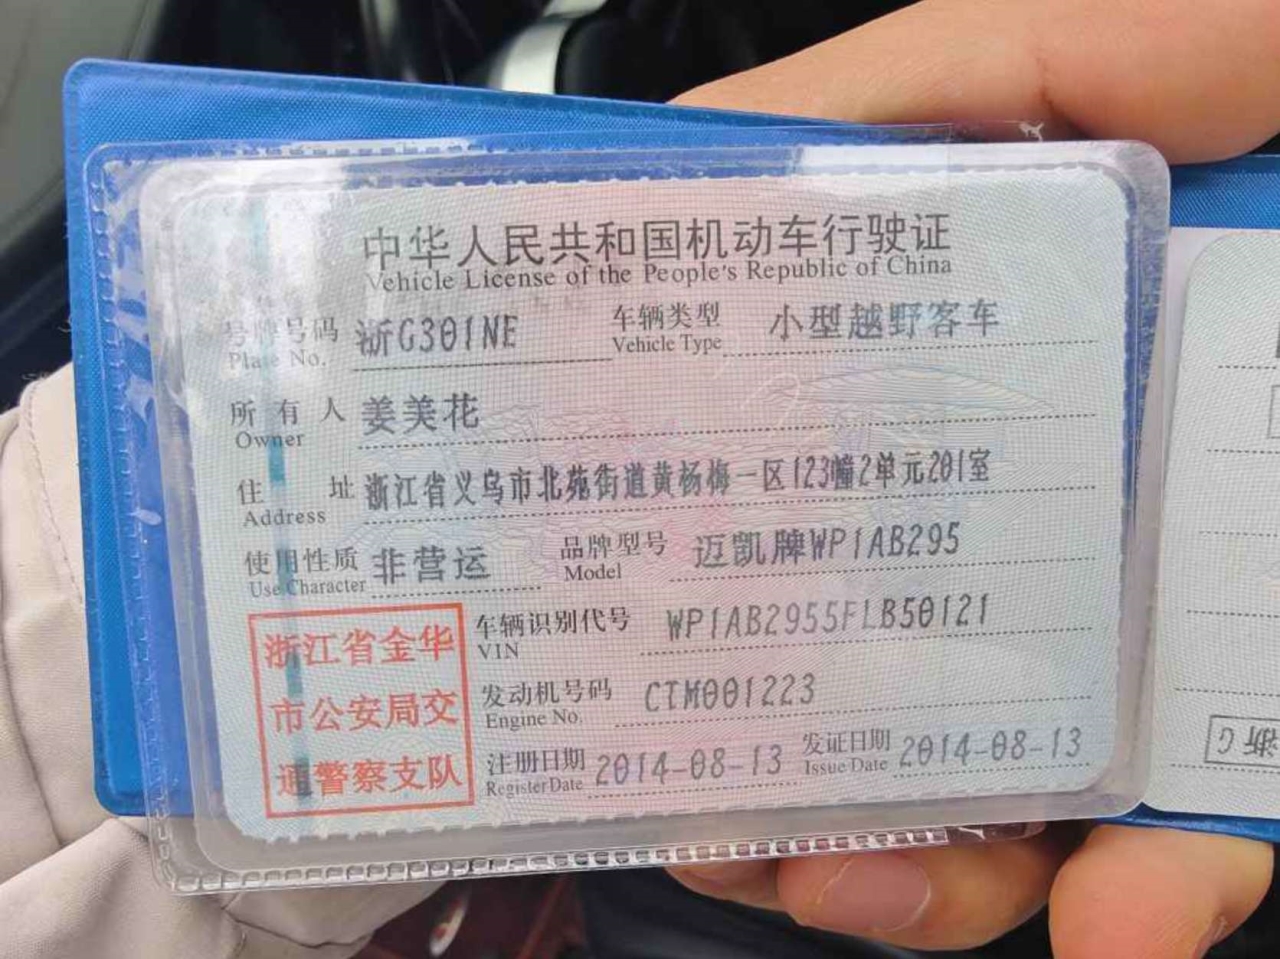 中华人民共和国机动车行驶证
Vehicle License of the People's Republic of China
号牌号码 浙G301NE 车辆类型 小型越野客车
Plate No. Vehicle Type
所有人 姜美花
Owner
住址 浙江省义乌市北苑街道黄杨梅一区123幢2单元201室
Address
使用性质 非营运 品牌型号 迈凯牌WP1AB295
Use Character Model
车辆识别代号 WP1AB2955FLB50121
VIN
发动机号码 CTM001223
Engine No.
注册日期 2014-08-13 发证日期 2014-08-13
Register Date Issue Date
浙江省金华
市公安局交
通警察支队
浙G